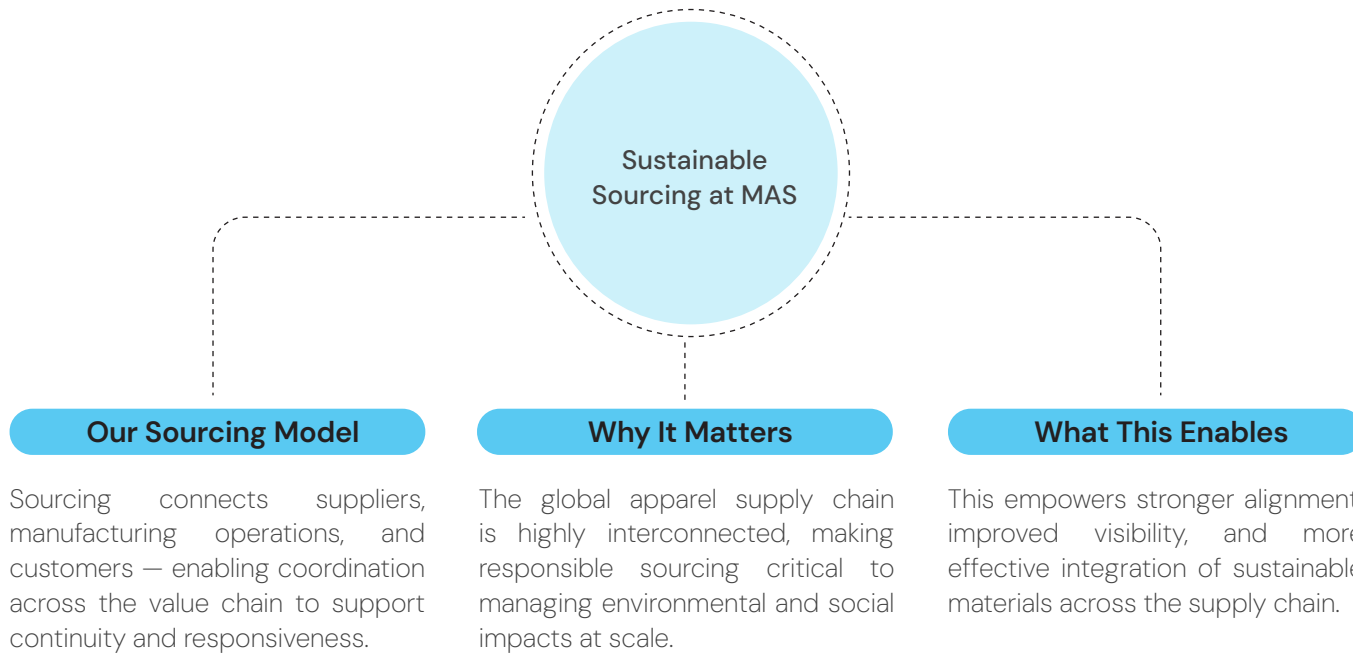 Sustainable
Sourcing at MAS
Our Sourcing Model
Sourcing connects suppliers,
manufacturing operations, and
customers — enabling coordination
across the value chain to support
continuity and responsiveness.
Why It Matters
The global apparel supply chain
is highly interconnected, making
responsible sourcing critical to
managing environmental and social
impacts at scale.
What This Enables
This empowers stronger alignment
improved visibility, and more
effective integration of sustainable
materials across the supply chain.